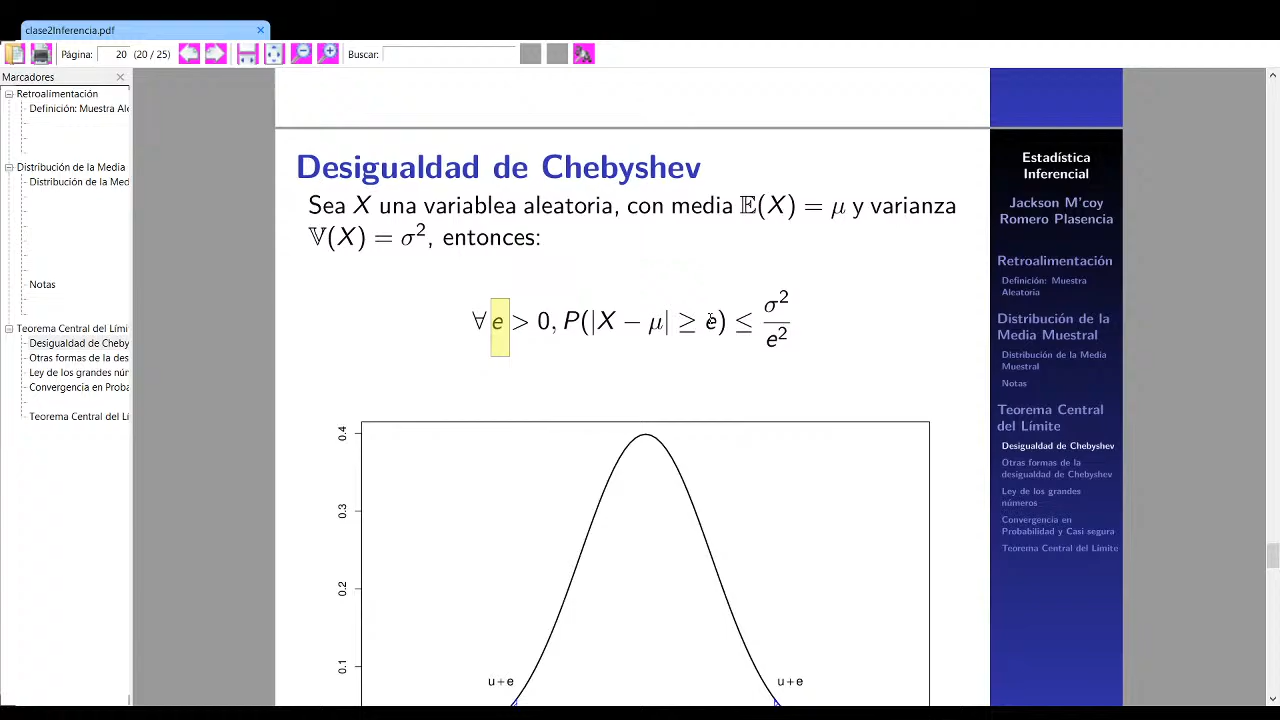 clase2Inferencia.pdf
Página: 20 (20 / 25) Buscar:
Marcadores
Retroalimentación
Definición: Muestra Ale
Distribución de la Media
Distribución de la Med
Notas
Teorema Central del Lím
Desigualdad de Chebys
Otras formas de la des
Ley de los grandes núm
Convergencia en Proba
Teorema Central del Lí
Desigualdad de Chebyshev
Sea X una variablea aleatoria, con media 𝔼(X) = μ y varianza
𝕍(X) = σ², entonces:
∀ e > 0, P(|X − μ| ≥ e) ≤ σ²/e²
0.4
0.3
0.2
0.1
u+e u+e
Estadística
Inferencial
Jackson M'coy
Romero Plasencia
Retroalimentación
Definición: Muestra
Aleatoria
Distribución de la
Media Muestral
Distribución de la Media
Muestral
Notas
Teorema Central
del Límite
Desigualdad de Chebyshev
Otras formas de la
desigualdad de Chebyshev
Ley de los grandes
números
Convergencia en
Probabilidad y Casi segura
Teorema Central del Límite